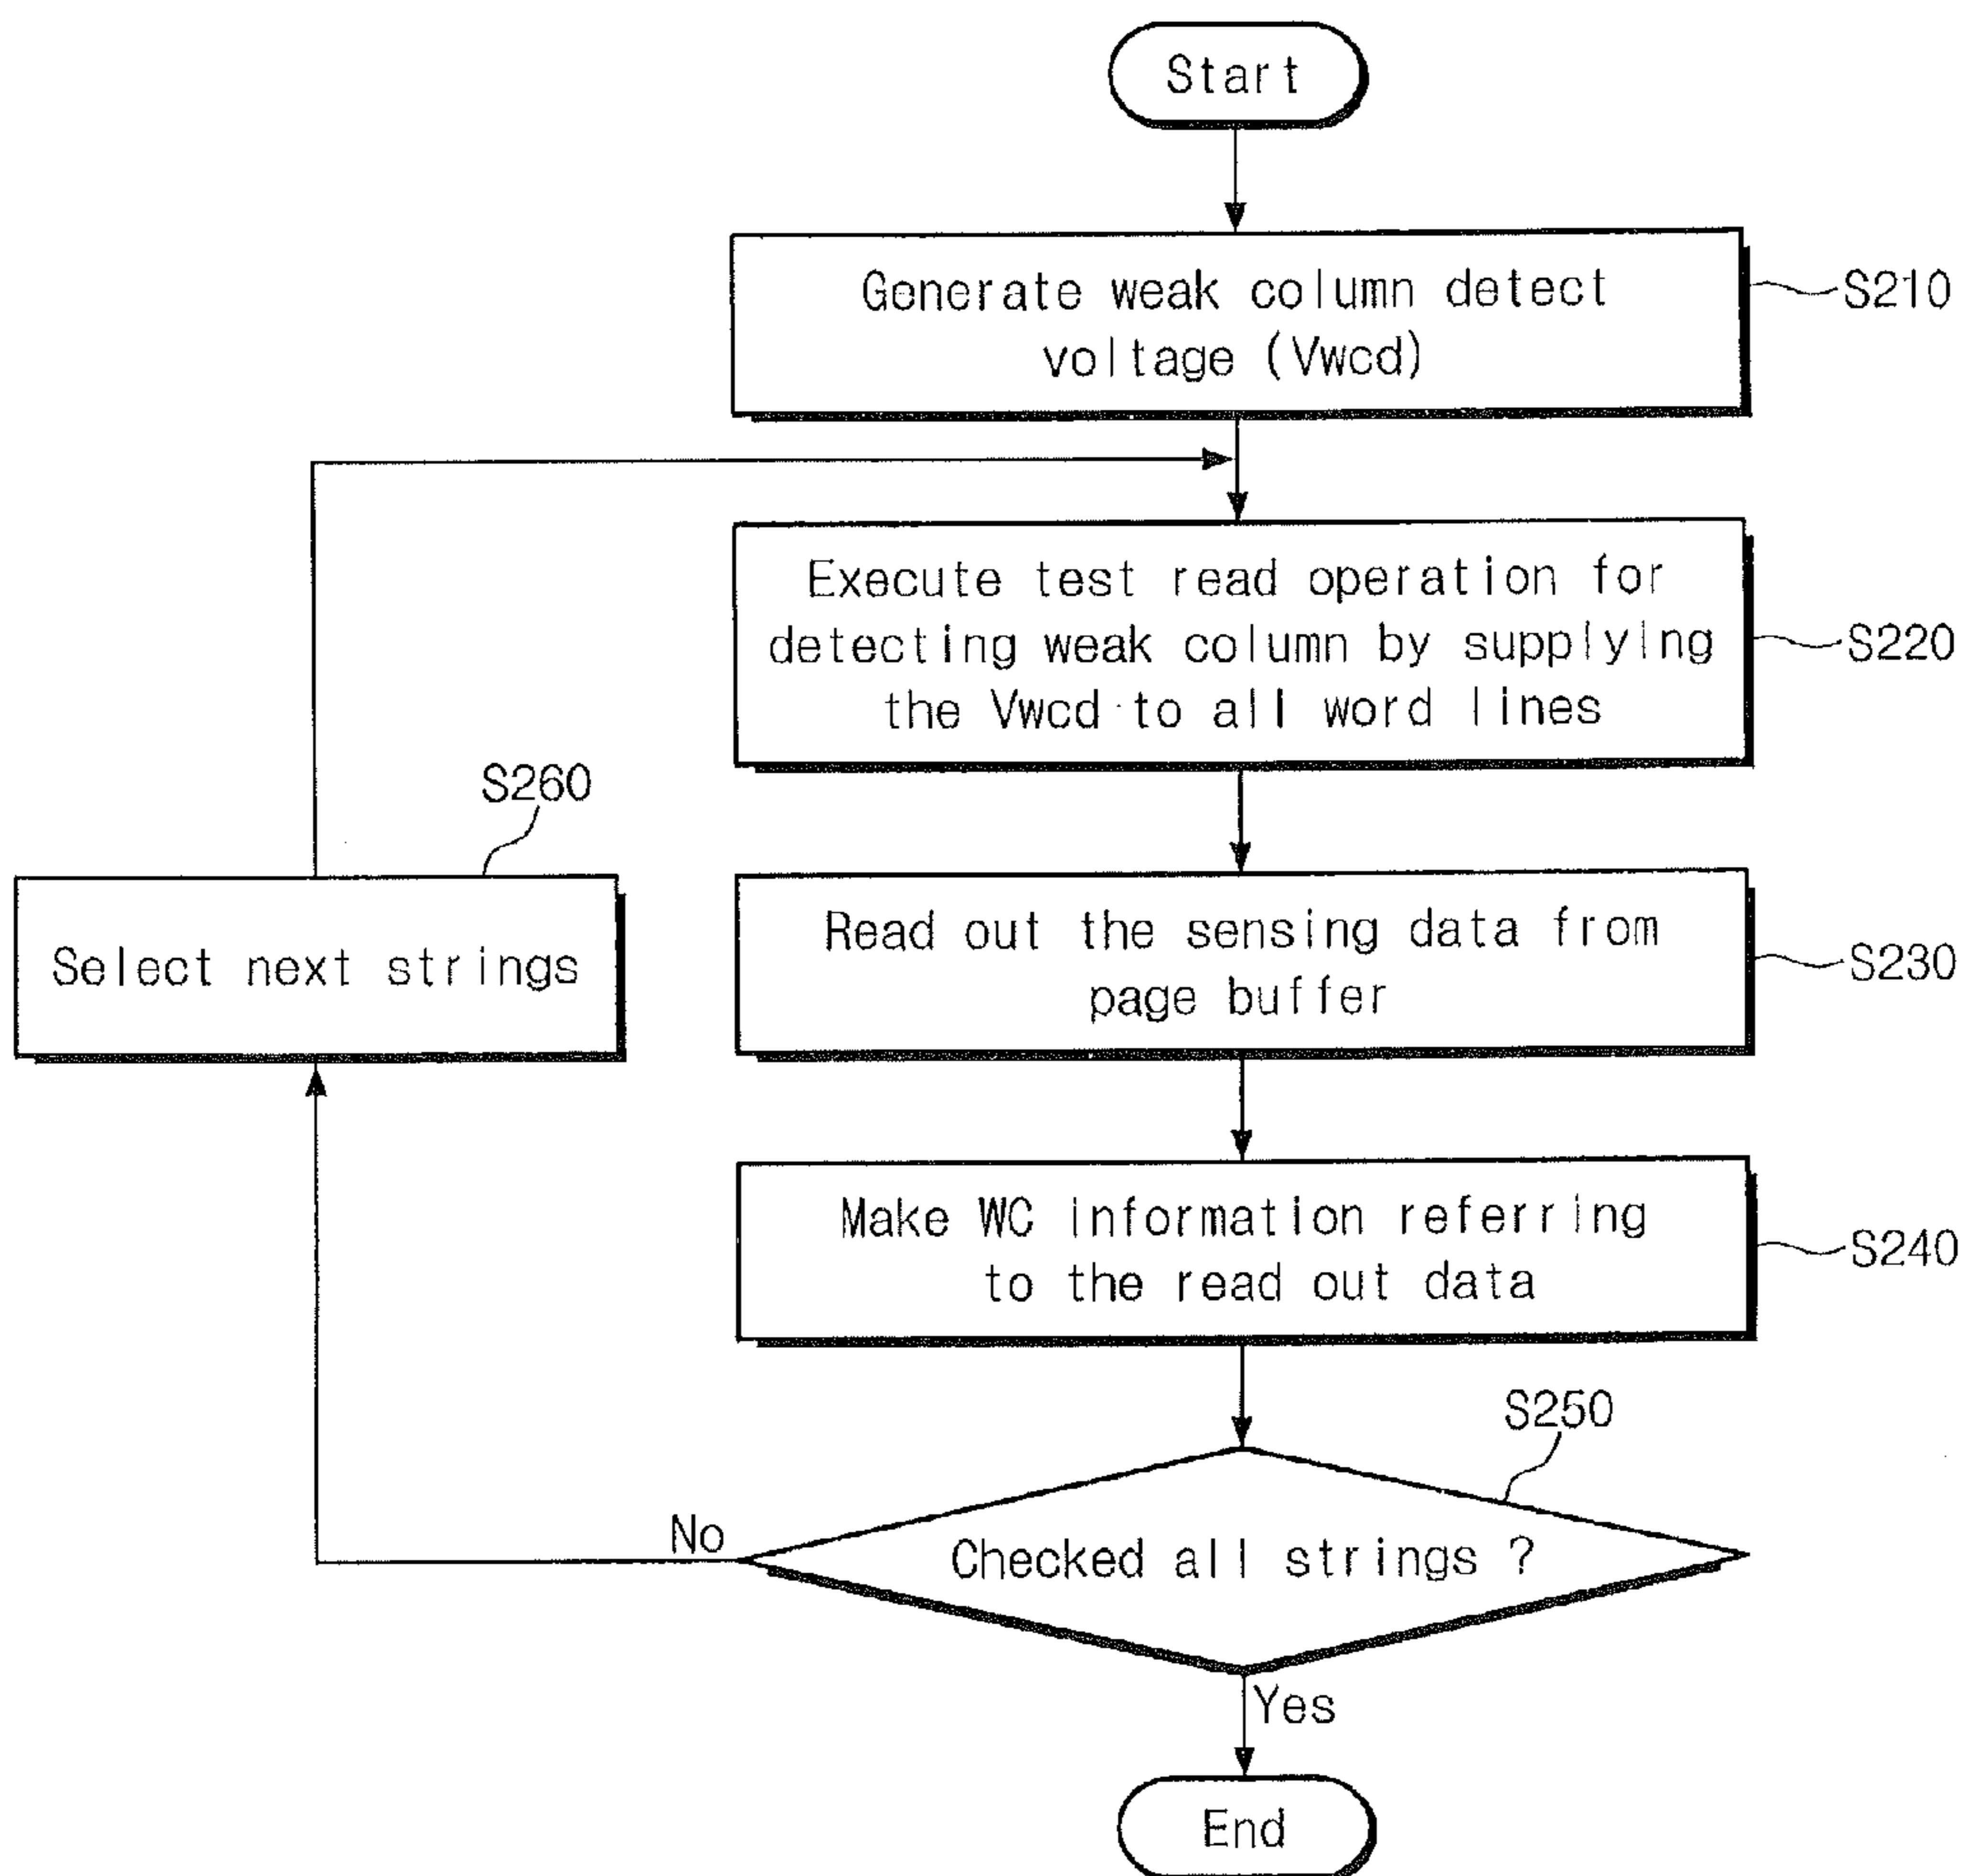 Start
Generate weak column detect
voltage (Vwcd)
S210
Execute test read operation for
detecting weak column by supplying
the Vwcd to all word lines
S220
S260
Select next strings
Read out the sensing data from
page buffer
S230
Make WC information referring
to the read out data
S240
S250
No
Checked all strings ?
Yes
End